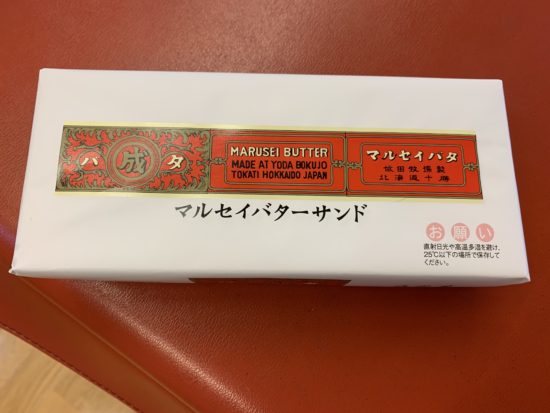 バ 成 タ
MARUSEI BUTTER
MADE AT YODA BOKUJO
TOKATI HOKKAIDO JAPAN
マルセイバタ
依田牧場製
北海道十勝
マルセイバターサンド
お願い
直射日光や高温多湿を避け、
25℃以下の場所で保存して
ください。